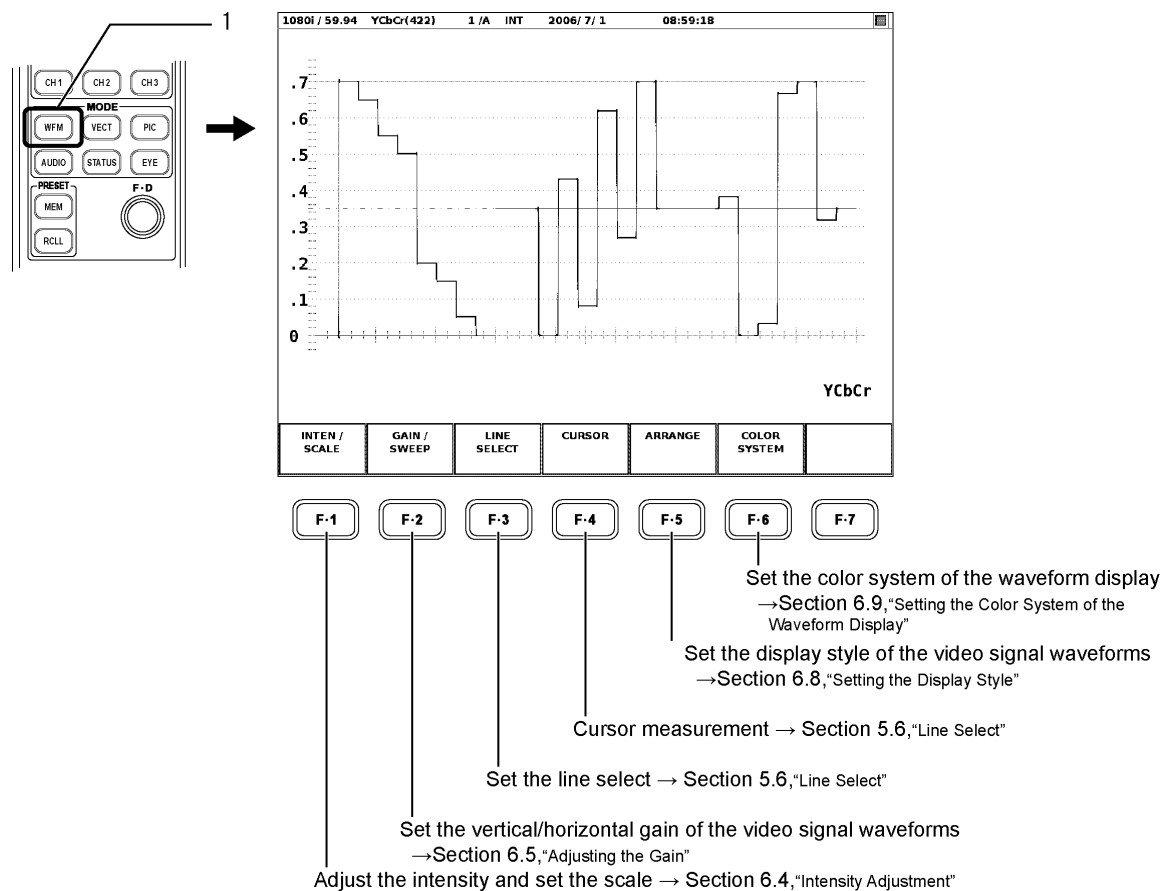 1
CH 1 CH 2 CH 3
MODE
WFM VECT PIC
AUDIO STATUS EYE
PRESET F·D
MEM
RCLL
1080i / 59.94 YCbCr(422) 1 /A INT 2006/ 7/ 1 08:59:18
.7
.6
.5
.4
.3
.2
.1
0
YCbCr
INTEN /
SCALE
GAIN /
SWEEP
LINE
SELECT
CURSOR
ARRANGE
COLOR
SYSTEM
F·1 F·2 F·3 F·4 F·5 F·6 F·7
Set the color system of the waveform display
→Section 6.9,“Setting the Color System of the
Waveform Display”
Set the display style of the video signal waveforms
→Section 6.8,“Setting the Display Style”
Cursor measurement → Section 5.6,“Line Select”
Set the line select → Section 5.6,“Line Select”
Set the vertical/horizontal gain of the video signal waveforms
→Section 6.5,“Adjusting the Gain”
Adjust the intensity and set the scale → Section 6.4,“Intensity Adjustment”